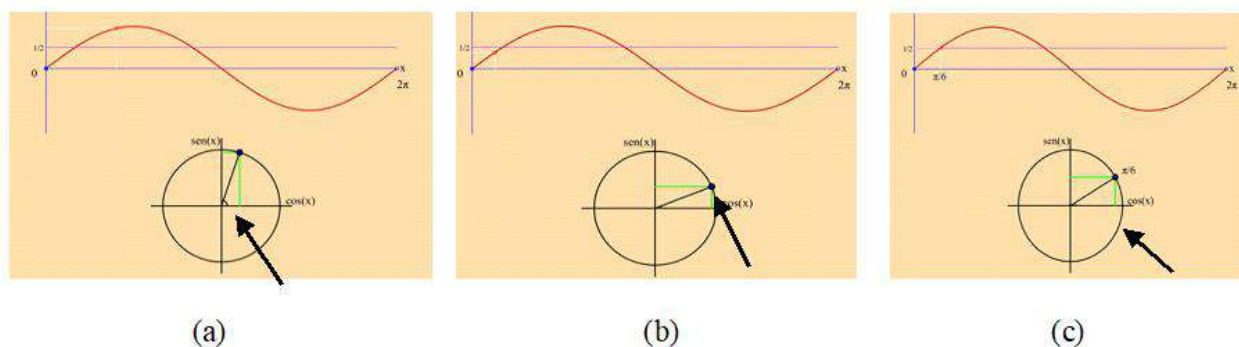 1/2
0
x
2π
sen(x)
cos(x)
(a)
1/2
0
x
2π
sen(x)
cos(x)
(b)
1/2
0
π/6
x
2π
sen(x)
π/6
cos(x)
(c)